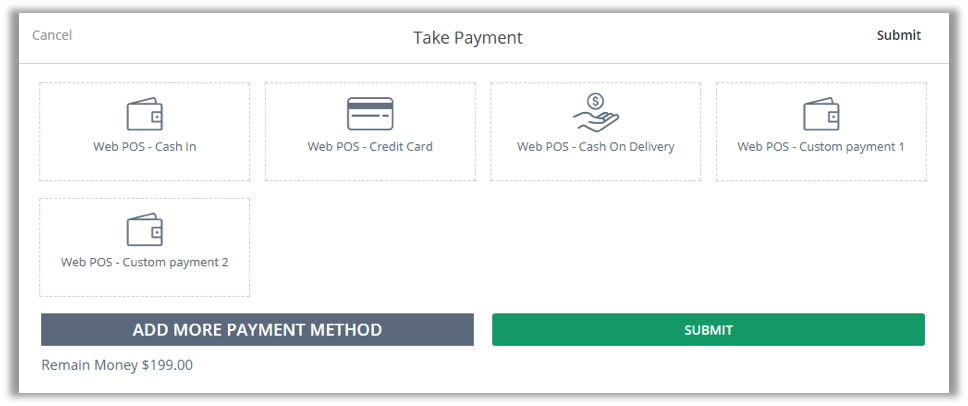 Cancel
Take Payment
Submit
$
Web POS - Cash In
Web POS - Credit Card
Web POS - Cash On Delivery
Web POS - Custom payment 1
Web POS - Custom payment 2
ADD MORE PAYMENT METHOD
SUBMIT
Remain Money $199.00